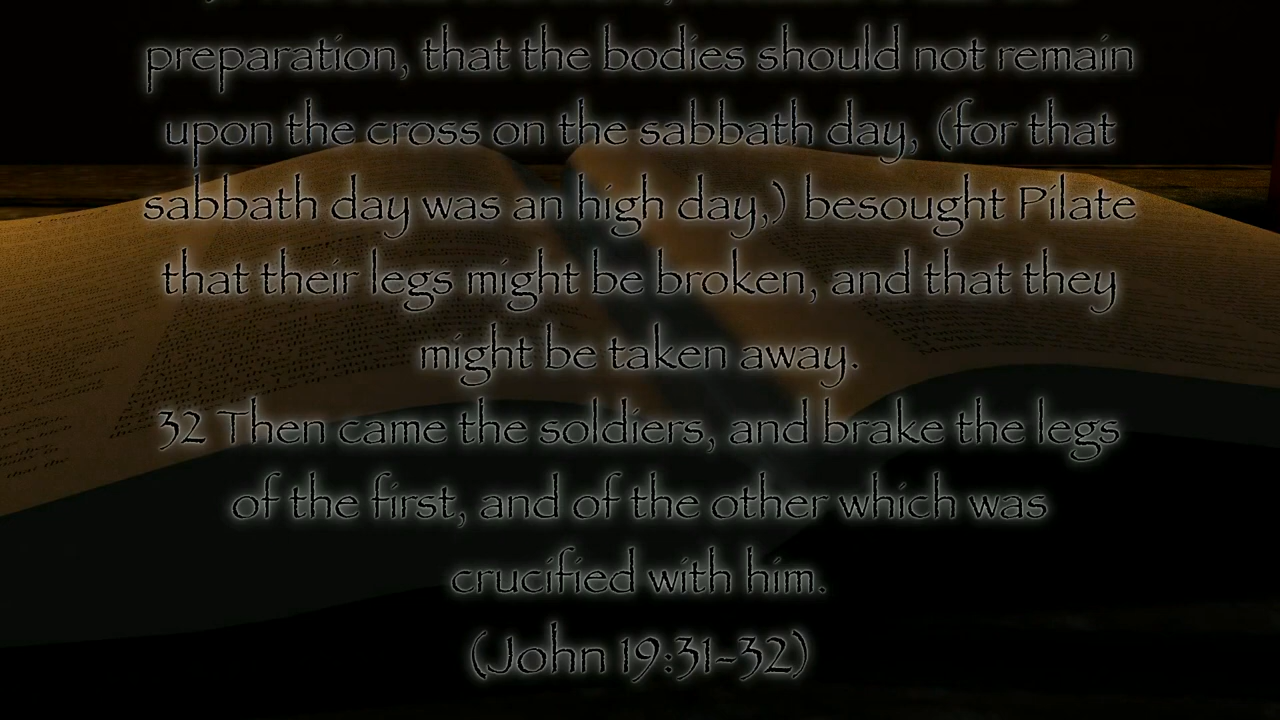 preparation, that the bodies should not remain
upon the cross on the sabbath day, (for that
sabbath day was an high day,) besought Pilate
that their legs might be broken, and that they
might be taken away.
32 Then came the soldiers, and brake the legs
of the first, and of the other which was
crucified with him.
(John 19:31-32)